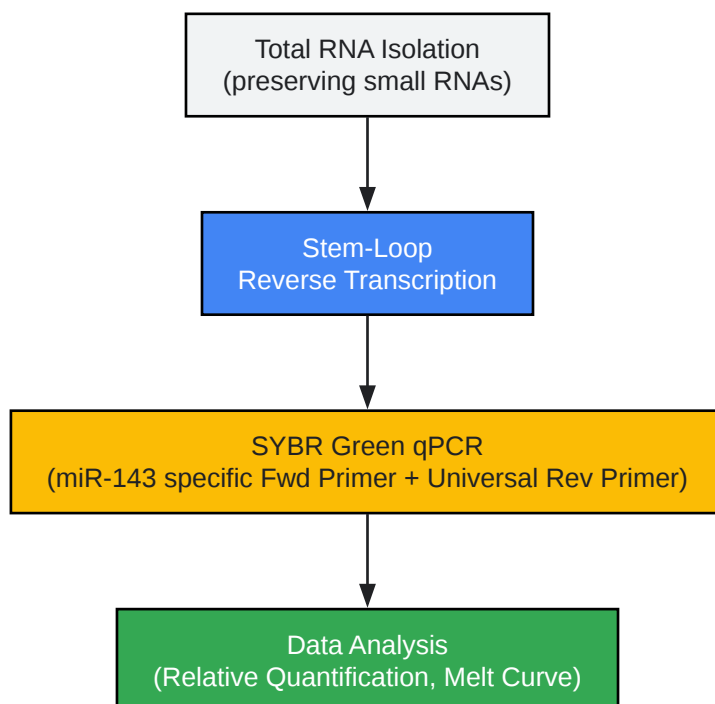 Total RNA Isolation
(preserving small RNAs)
Stem-Loop
Reverse Transcription
SYBR Green qPCR
(miR-143 specific Fwd Primer + Universal Rev Primer)
Data Analysis
(Relative Quantification, Melt Curve)